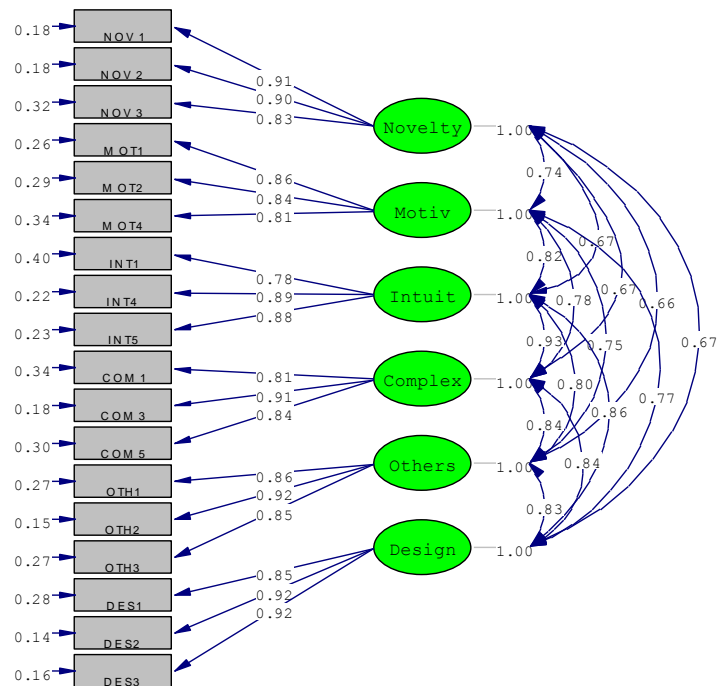 0.18 NOV1
0.18 NOV2
0.32 NOV3
0.26 MOT1
0.29 MOT2
0.34 MOT4
0.40 INT1
0.22 INT4
0.23 INT5
0.34 COM1
0.18 COM3
0.30 COM5
0.27 OTH1
0.15 OTH2
0.27 OTH3
0.28 DES1
0.14 DES2
0.16 DES3
0.91
0.90
0.83
0.86
0.84
0.81
0.78
0.89
0.88
0.81
0.91
0.84
0.86
0.92
0.85
0.85
0.92
0.92
Novelty 1.00
Motiv 1.00
Intuit 1.00
Complex 1.00
Others 1.00
Design 1.00
0.74
0.67
0.82
0.67
0.78
0.66
0.93
0.75
0.67
0.80
0.77
0.86
0.84
0.84
0.83